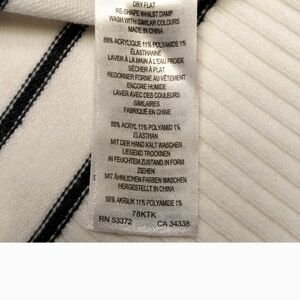 DRY FLAT
RE-SHAPE WHILST DAMP
WASH WITH SIMILAR COLOURS
MADE IN CHINA
88% ACRYLIQUE 11% POLYAMIDE 1%
ÉLASTHANNE
LAVER À LA MAIN À L'EAU FROIDE
SÉCHER À PLAT
REDONNER FORME AU VÊTEMENT
ENCORE HUMIDE
LAVER AVEC DES COULEURS
SIMILAIRES
FABRIQUÉ EN CHINE
88% ACRYL 11% POLYAMID 1%
ELASTHAN
MIT DER HAND KALT WASCHEN
LIEGEND TROCKNEN
IN FEUCHTEM ZUSTAND IN FORM
ZIEHEN
MIT ÄHNLICHEN FARBEN WASCHEN
HERGESTELLT IN CHINA
88% AKRILIK 11% POLYAMIDE 1%
78KTK
RN 53372 CA 34338